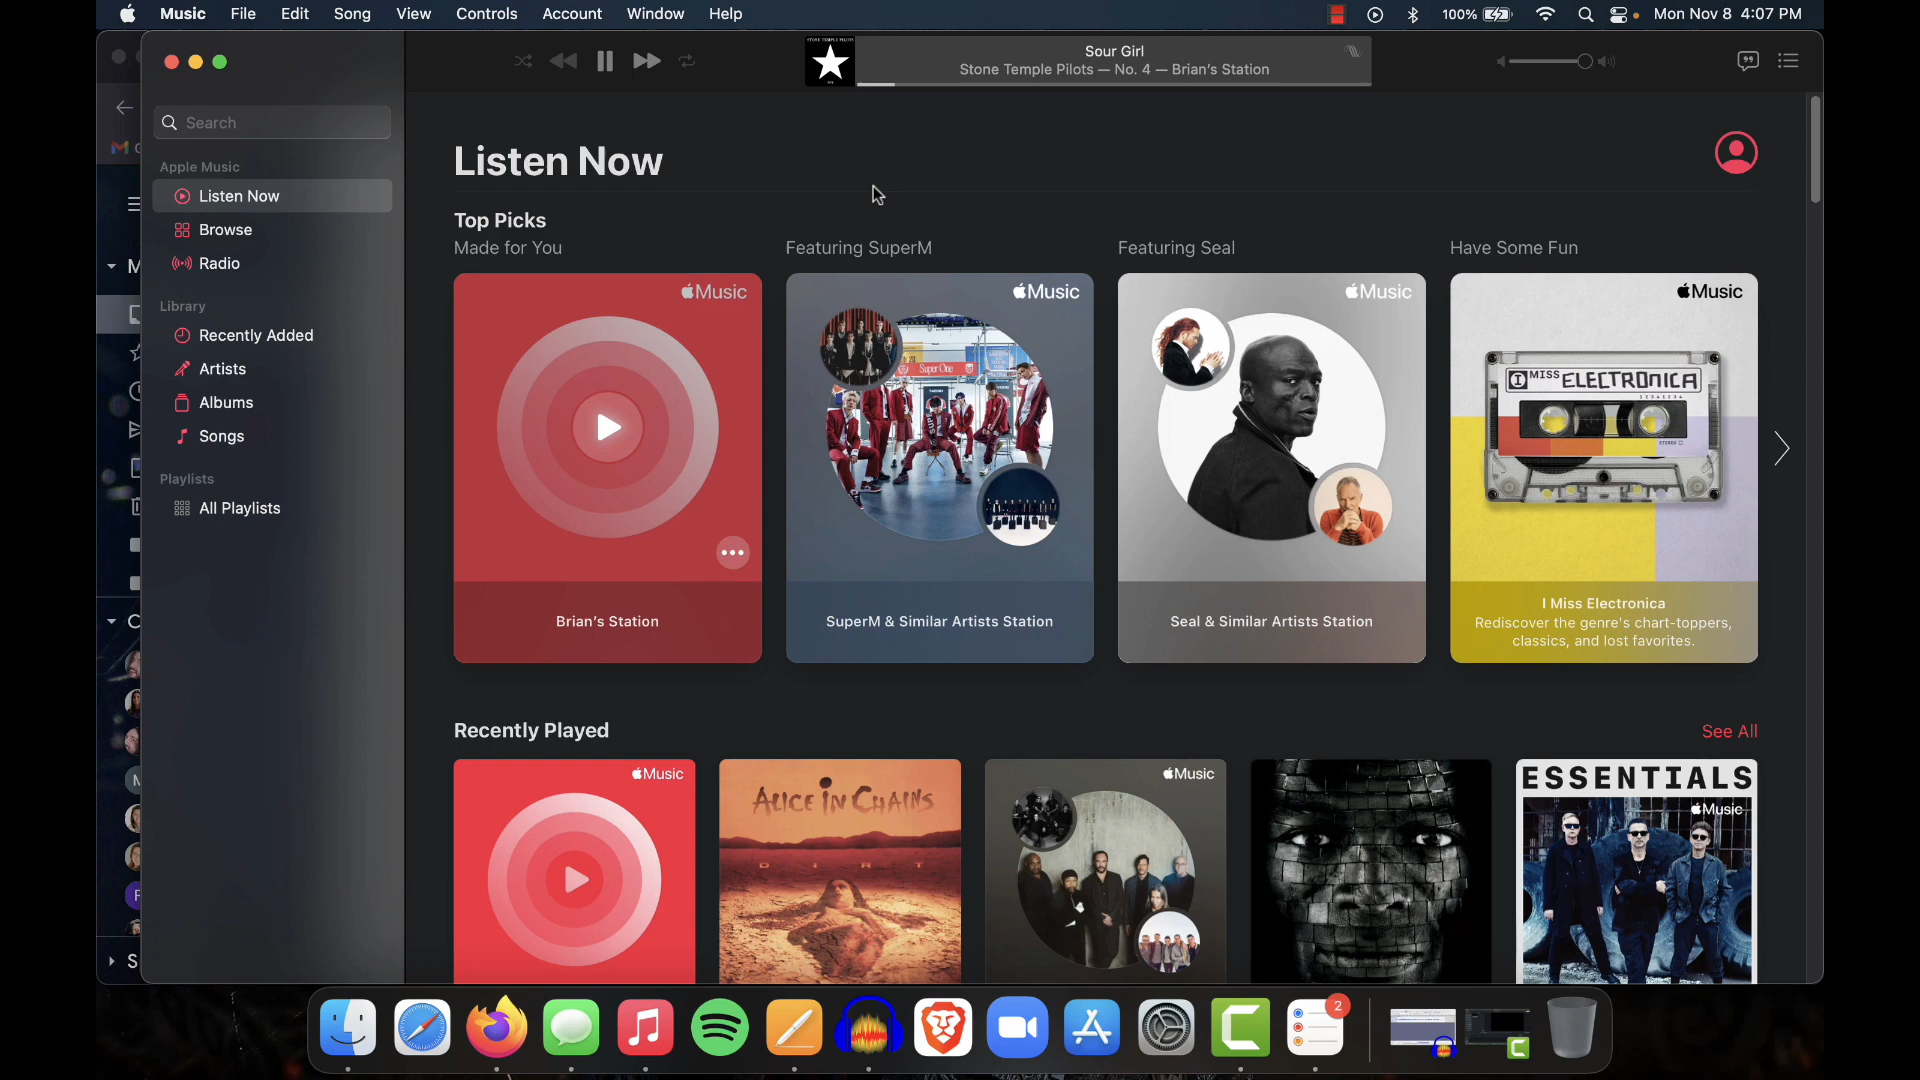 Music File Edit Song View Controls Account Window Help
100% Mon Nov 8 4:07 PM
Sour Girl
Stone Temple Pilots — No. 4 — Brian's Station
Search
Apple Music
Listen Now
Browse
Radio
Library
Recently Added
Artists
Albums
Songs
Playlists
All Playlists
Listen Now
Top Picks
Made for You
Featuring SuperM
Featuring Seal
Have Some Fun
Music
Music
Music
Music
Super One
I MISS ELECTRONICA
Brian's Station
SuperM & Similar Artists Station
Seal & Similar Artists Station
I Miss Electronica
Rediscover the genre's chart-toppers,
classics, and lost favorites.
Recently Played
See All
Music
ALICE IN CHAINS
DIRT
Music
ESSENTIALS
Music
2